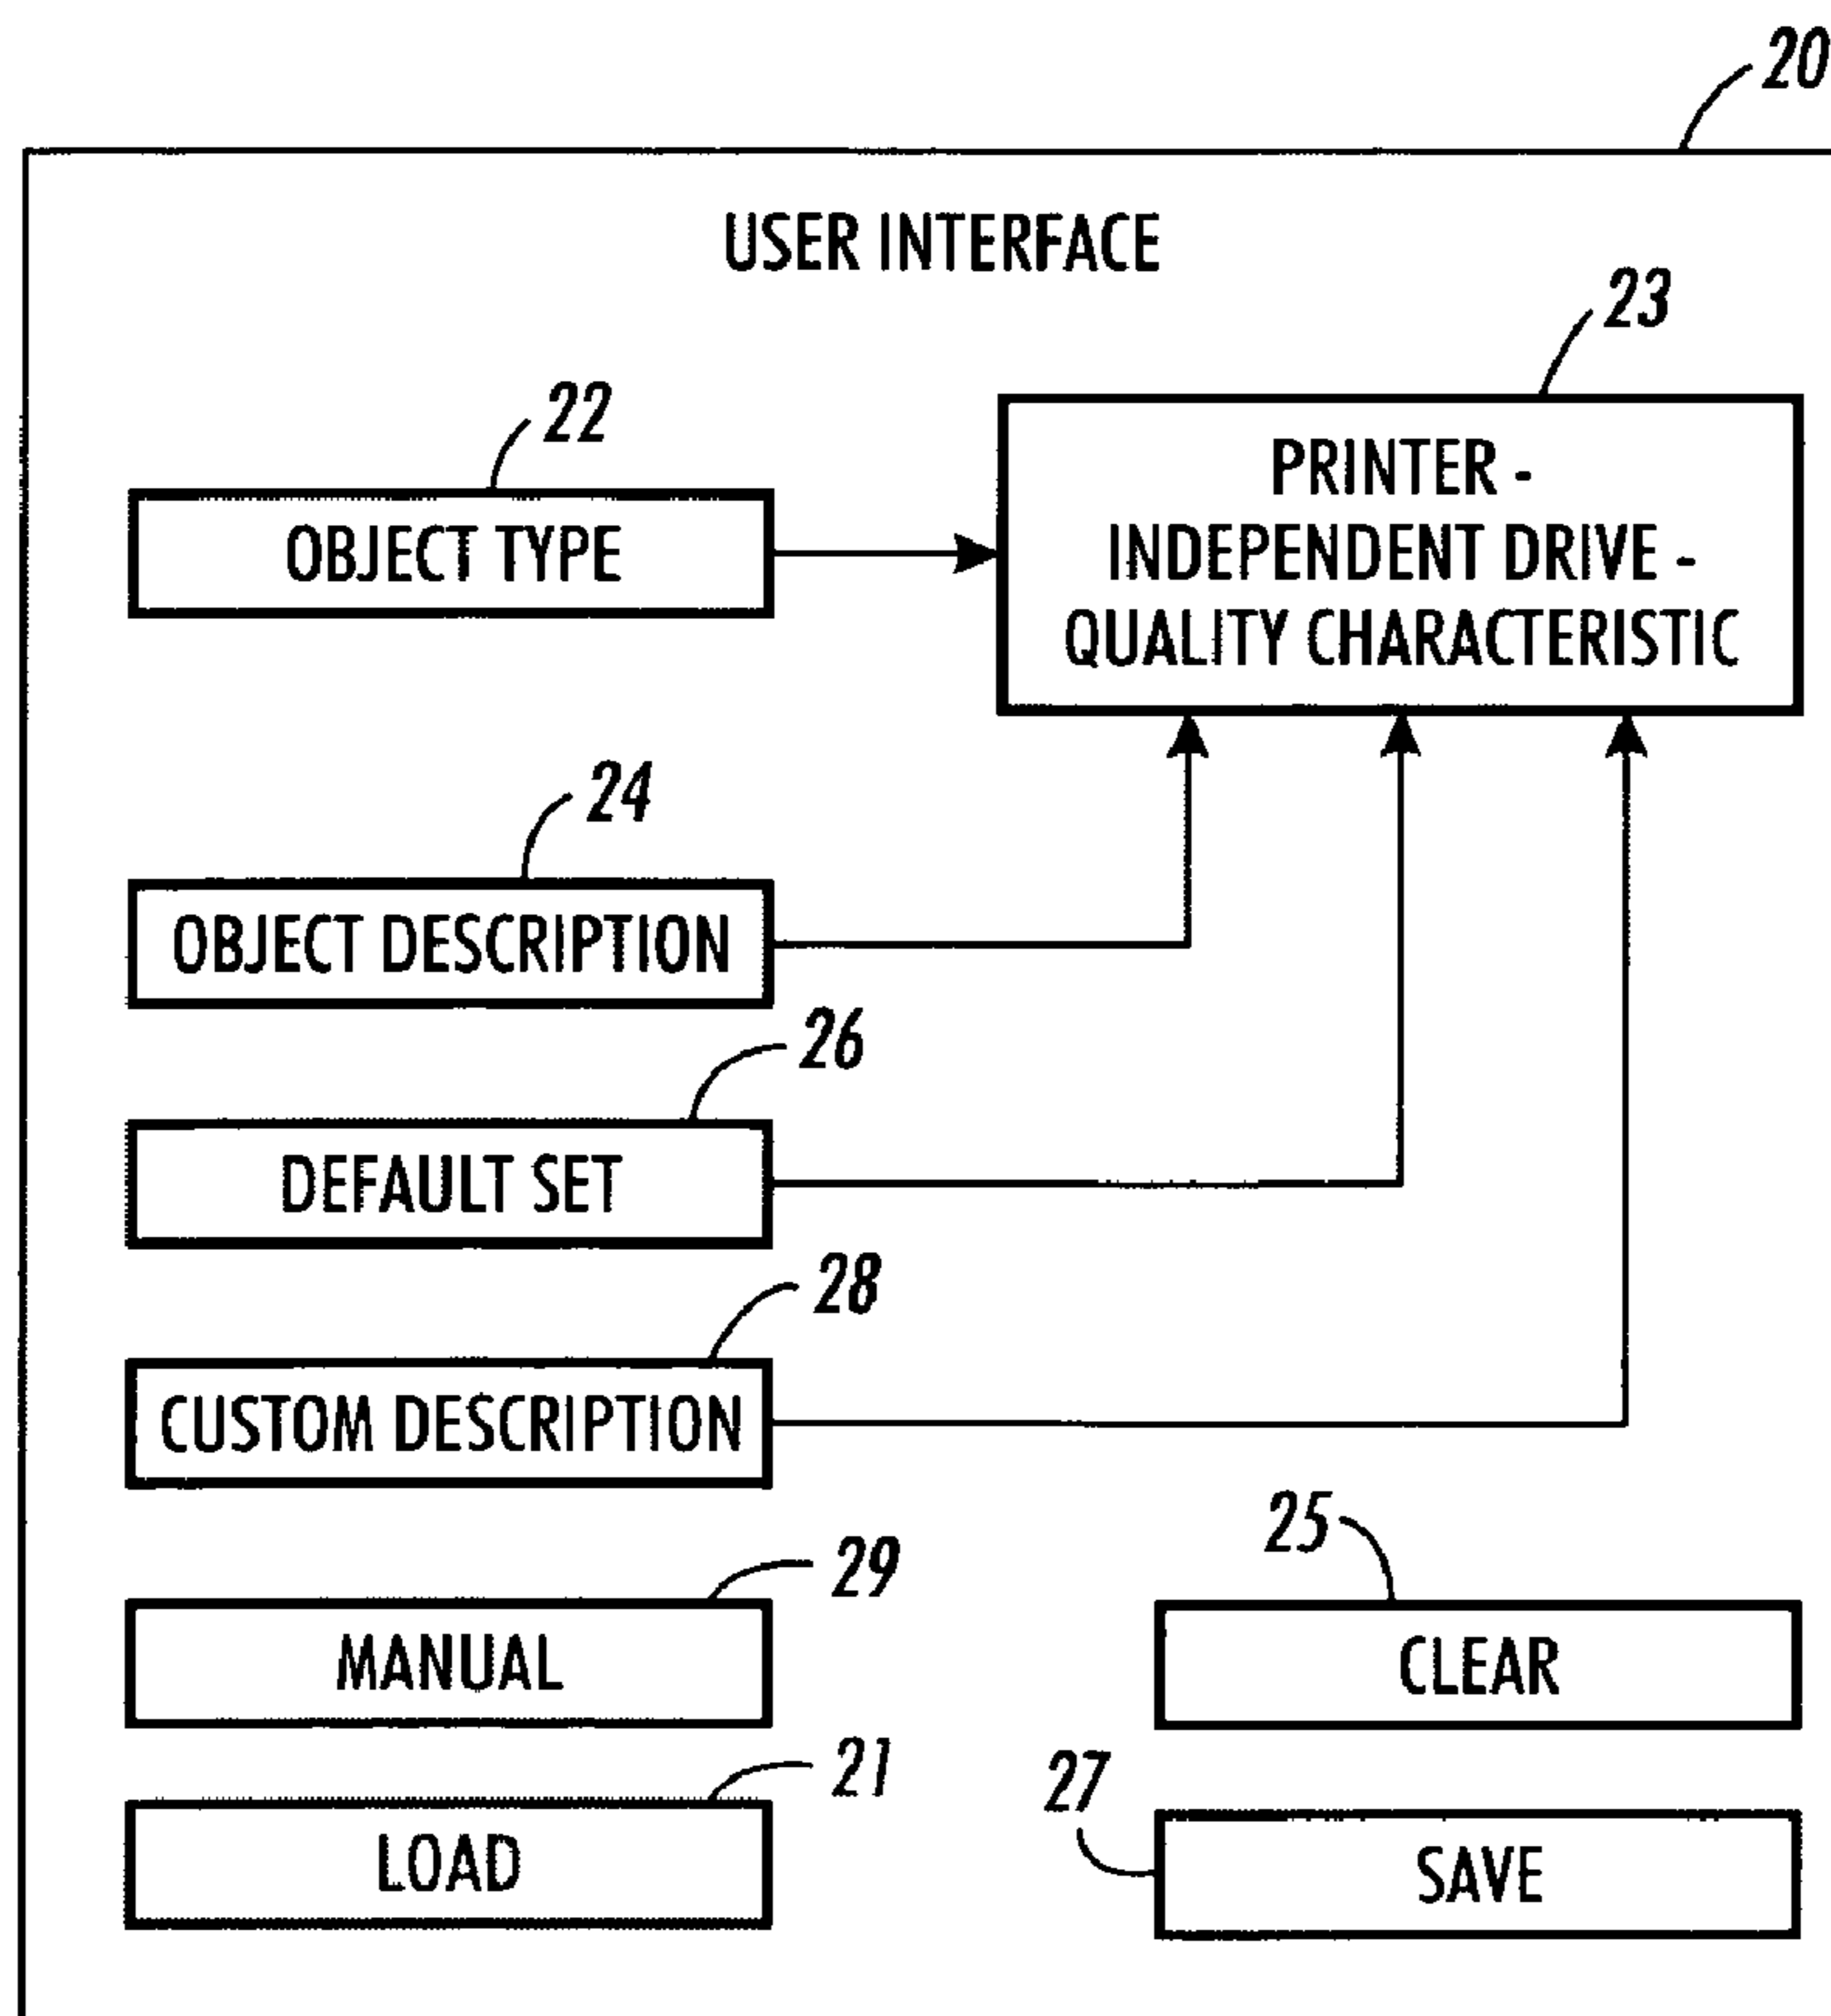 20
USER INTERFACE
23
22
PRINTER -
INDEPENDENT DRIVE -
QUALITY CHARACTERISTIC
OBJECT TYPE
24
OBJECT DESCRIPTION
26
DEFAULT SET
28
CUSTOM DESCRIPTION
29
MANUAL
25
CLEAR
21
LOAD
27
SAVE